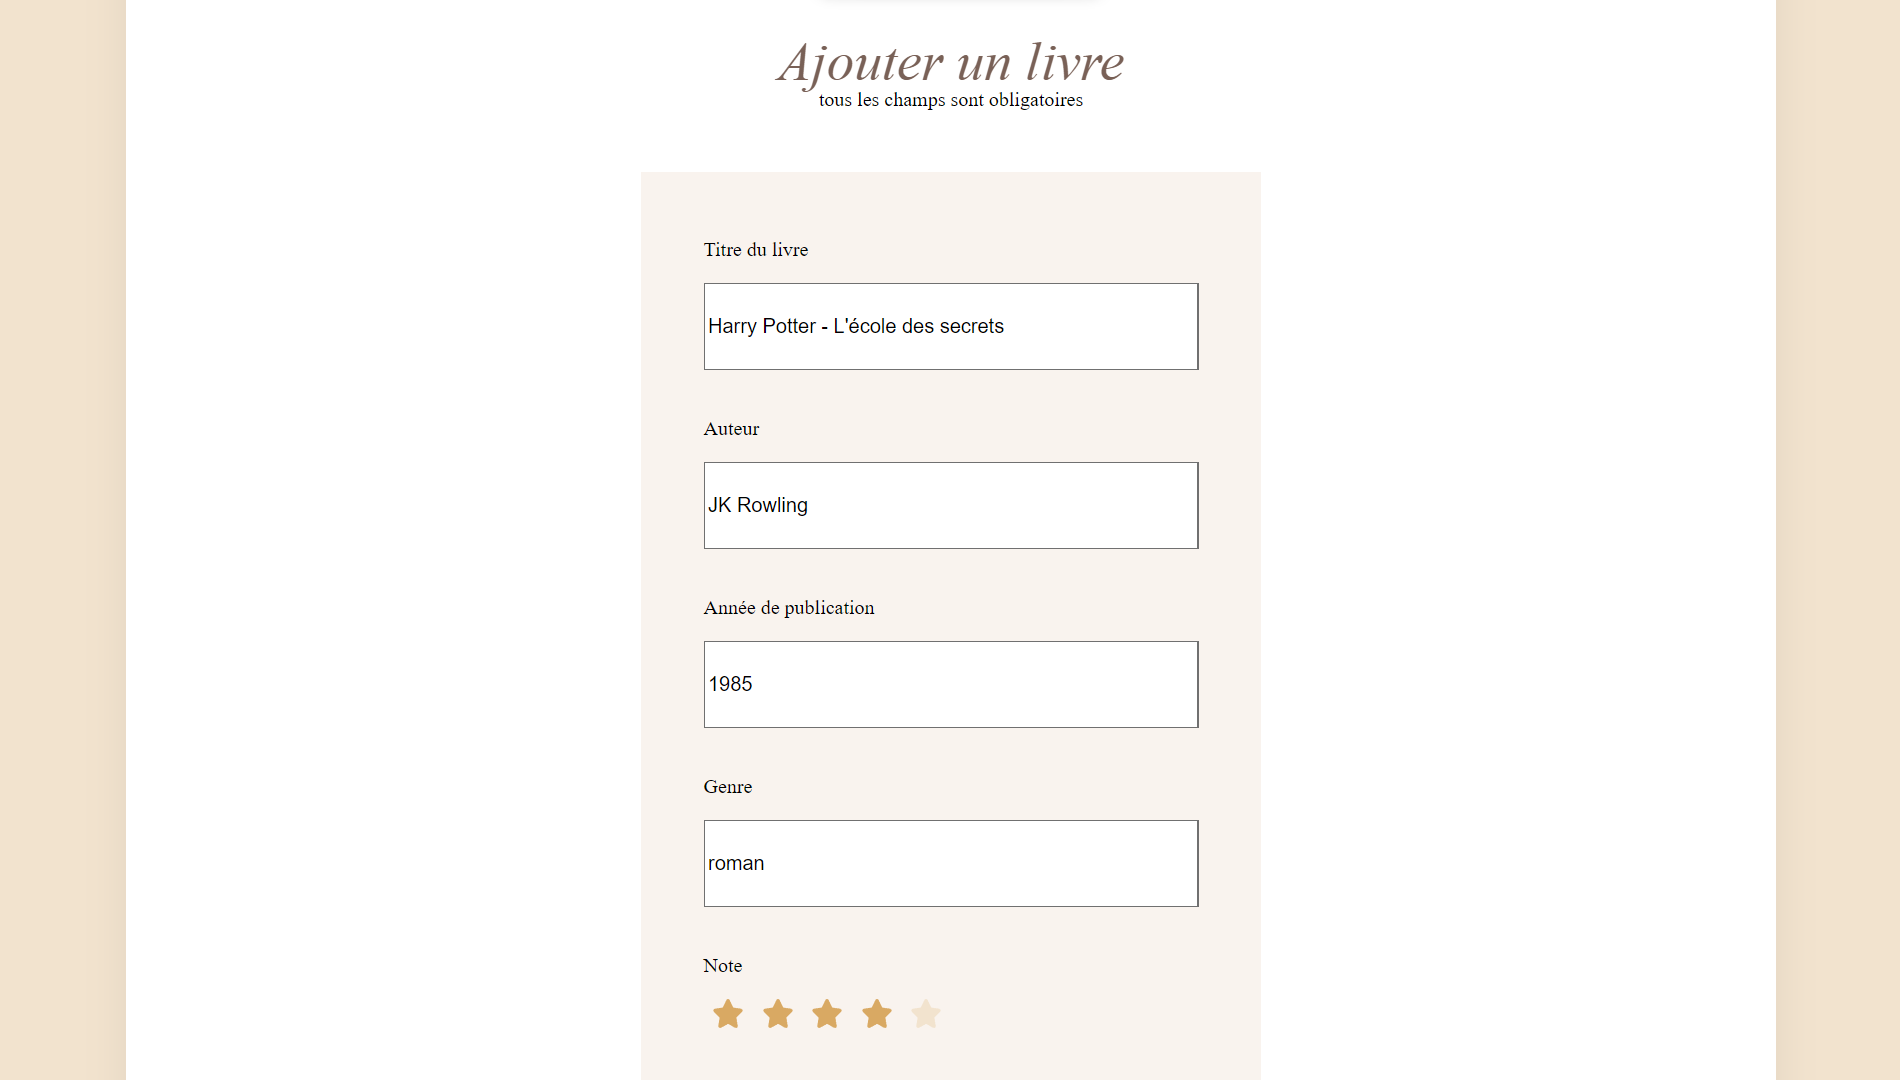 Ajouter un livre
tous les champs sont obligatoires
Titre du livre
Harry Potter - L'école des secrets
Auteur
JK Rowling
Année de publication
1985
Genre
roman
Note